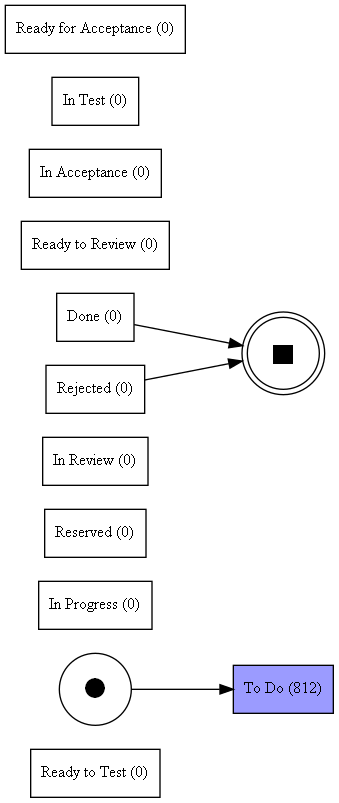 Ready for Acceptance (0)
In Test (0)
In Acceptance (0)
Ready to Review (0)
Done (0)
Rejected (0)
In Review (0)
Reserved (0)
In Progress (0)
To Do (812)
Ready to Test (0)